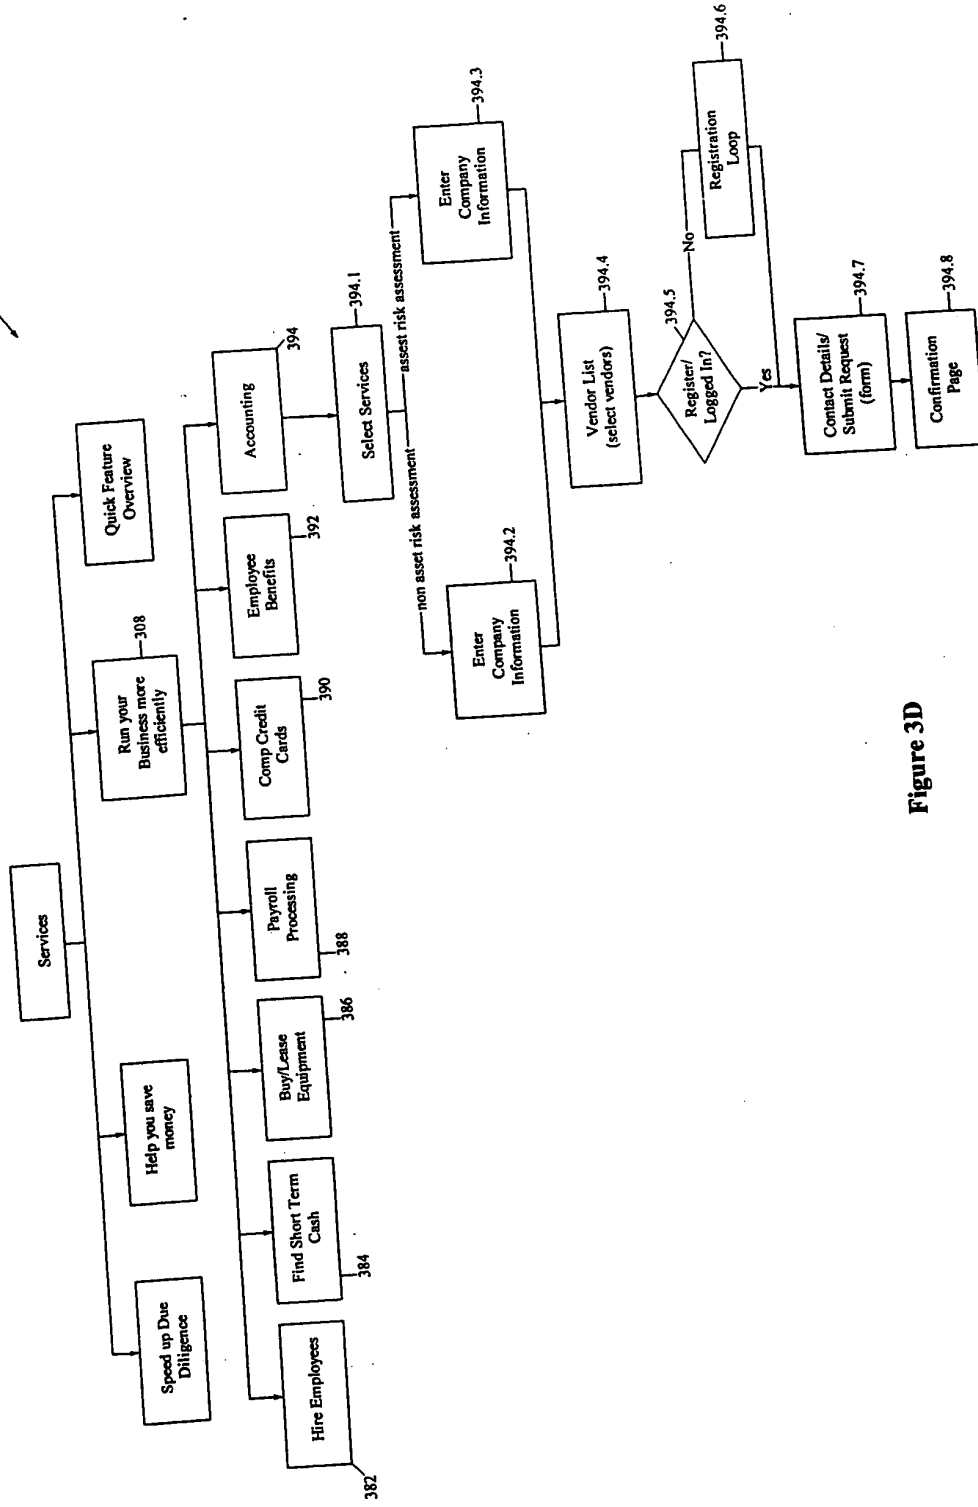 Services
Speed up Due
Diligence
Help you save
money
Run your
Business more
efficiently
308
Quick Feature
Overview
Hire Employees
382
Find Short Term
Cash
384
Buy/Lease
Equipment
386
Payroll
Processing
388
Comp Credit
Cards
390
Employee
Benefits
392
Accounting
394
Select Services
394.1
non asset risk assessment
assest risk assessment
Enter
Company
Information
394.2
Enter
Company
Information
394.3
Vendor List
(select vendors)
394.4
Register/
Logged In?
394.5
No
Yes
Registration
Loop
394.6
Contact Details/
Submit Request
(form)
394.7
Confirmation
Page
394.8
Figure 3D